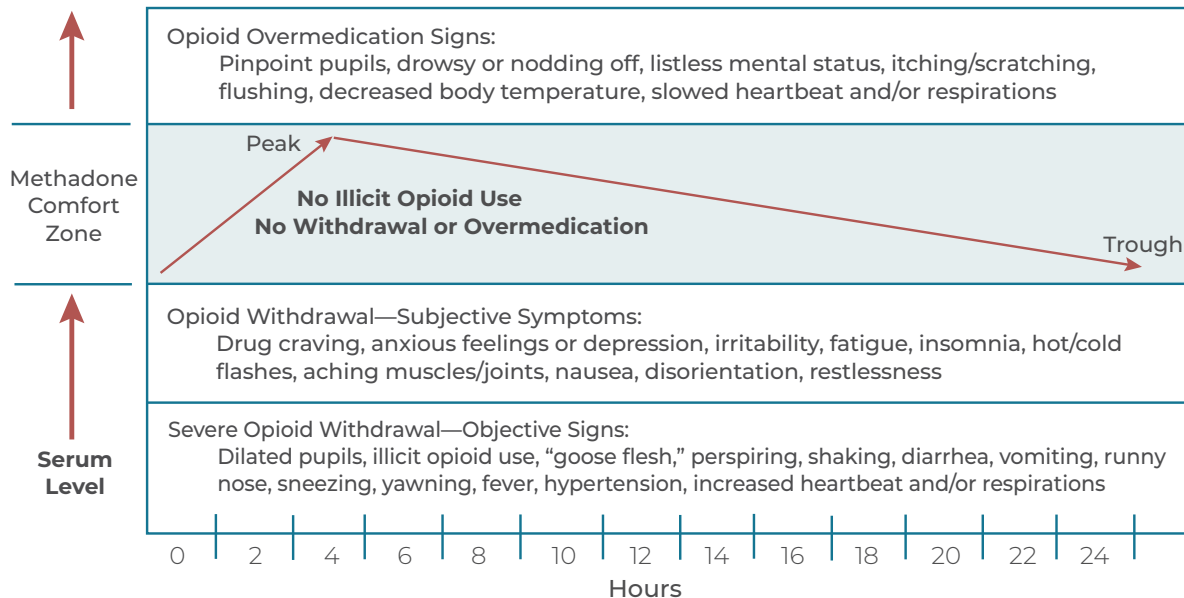 Opioid Overmedication Signs:
Pinpoint pupils, drowsy or nodding off, listless mental status, itching/scratching,
flushing, decreased body temperature, slowed heartbeat and/or respirations
Methadone
Comfort
Zone
Peak
No Illicit Opioid Use
No Withdrawal or Overmedication
Trough
Opioid Withdrawal—Subjective Symptoms:
Drug craving, anxious feelings or depression, irritability, fatigue, insomnia, hot/cold
flashes, aching muscles/joints, nausea, disorientation, restlessness
Serum
Level
Severe Opioid Withdrawal—Objective Signs:
Dilated pupils, illicit opioid use, “goose flesh,” perspiring, shaking, diarrhea, vomiting, runny
nose, sneezing, yawning, fever, hypertension, increased heartbeat and/or respirations
0 2 4 6 8 10 12 14 16 18 20 22 24
Hours